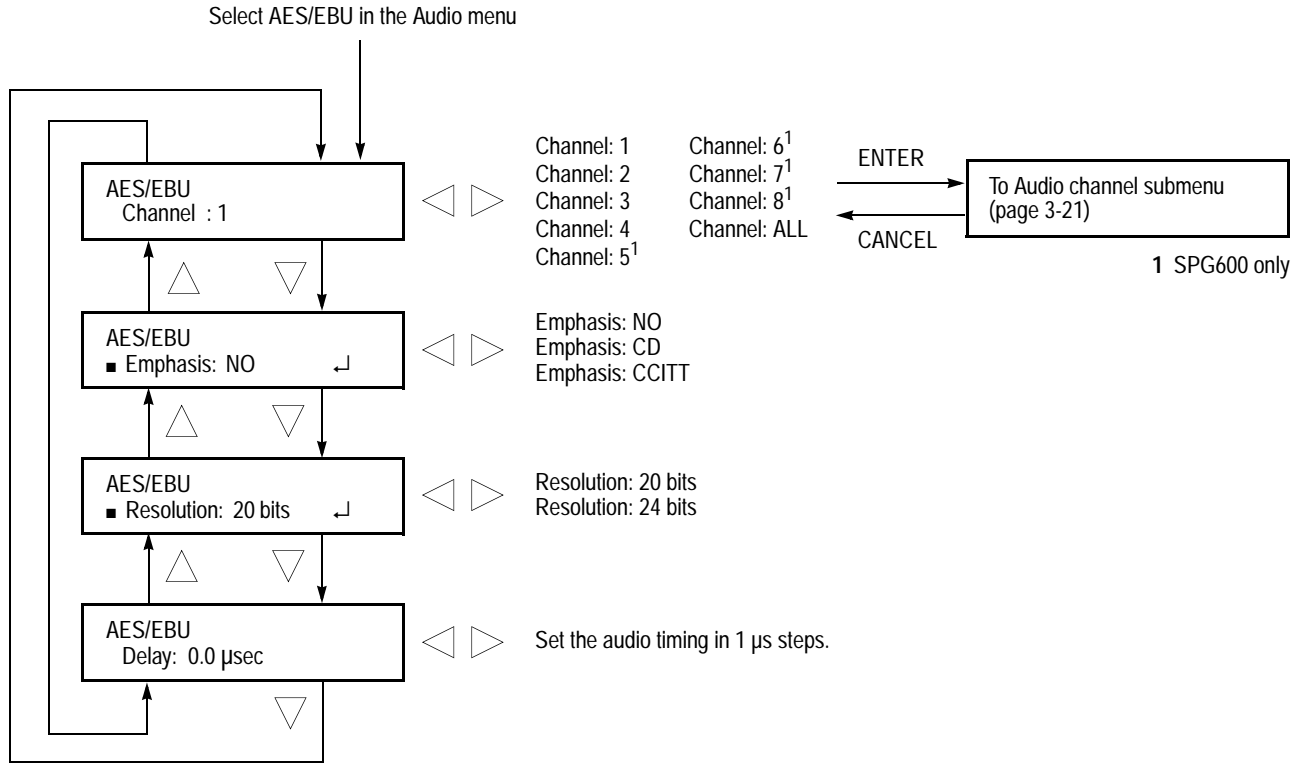 Select AES/EBU in the Audio menu
AES/EBU
Channel : 1
Channel: 1
Channel: 2
Channel: 3
Channel: 4
Channel: 5¹
Channel: 6¹
Channel: 7¹
Channel: 8¹
Channel: ALL
ENTER
CANCEL
To Audio channel submenu
(page 3-21)
1 SPG600 only
AES/EBU
■ Emphasis: NO ↵
Emphasis: NO
Emphasis: CD
Emphasis: CCITT
AES/EBU
■ Resolution: 20 bits ↵
Resolution: 20 bits
Resolution: 24 bits
AES/EBU
Delay: 0.0 µsec
Set the audio timing in 1 µs steps.